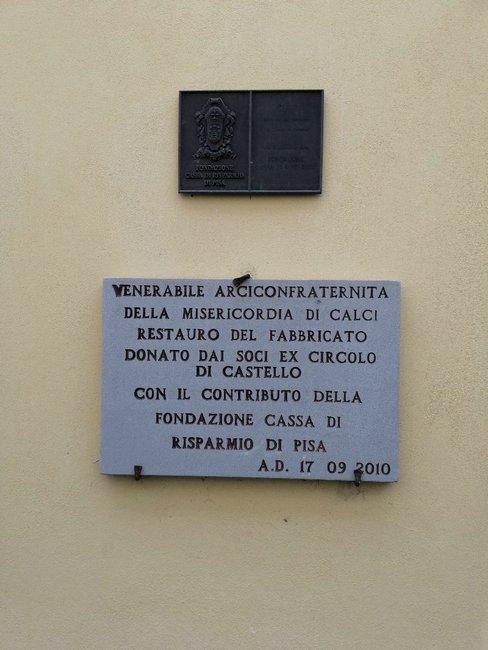 FONDAZIONE
CASSA DI RISPARMIO
DI PISA
VENERABILE ARCICONFRATERNITA
DELLA MISERICORDIA DI CALCI
RESTAURO DEL FABBRICATO
DONATO DAI SOCI EX CIRCOLO
DI CASTELLO
CON IL CONTRIBUTO DELLA
FONDAZIONE CASSA DI
RISPARMIO DI PISA
A.D. 17 09 2010